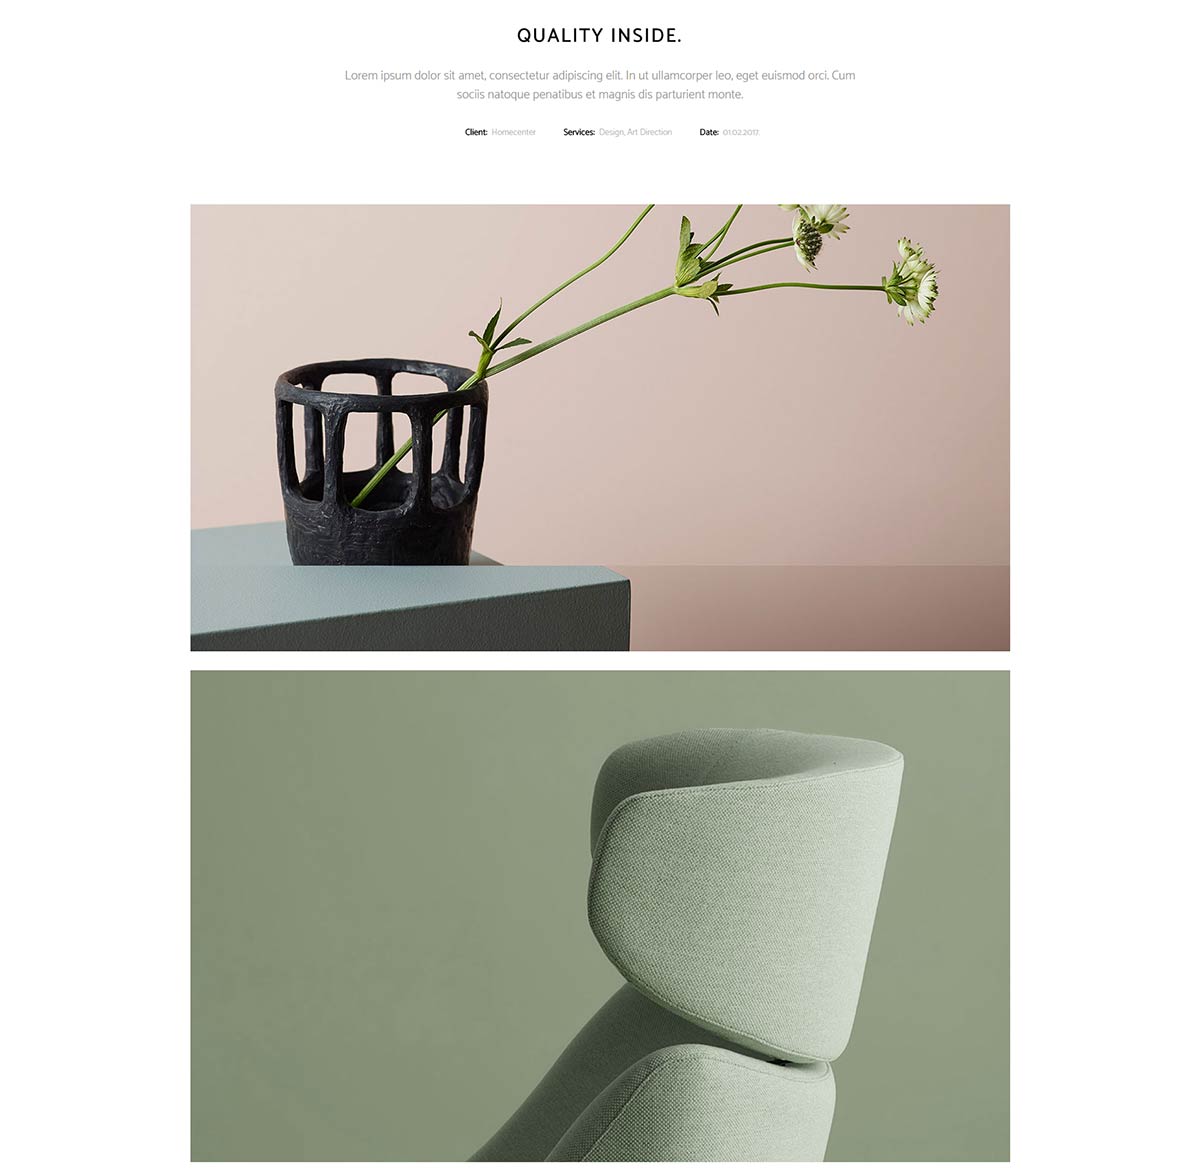 QUALITY INSIDE.
Lorem ipsum dolor sit amet, consectetur adipiscing elit. In ut ullamcorper leo, eget euismod orci. Cum
sociis natoque penatibus et magnis dis parturient monte.
Client: Homecenter Services: Design, Art Direction Date: 01.02.2017.